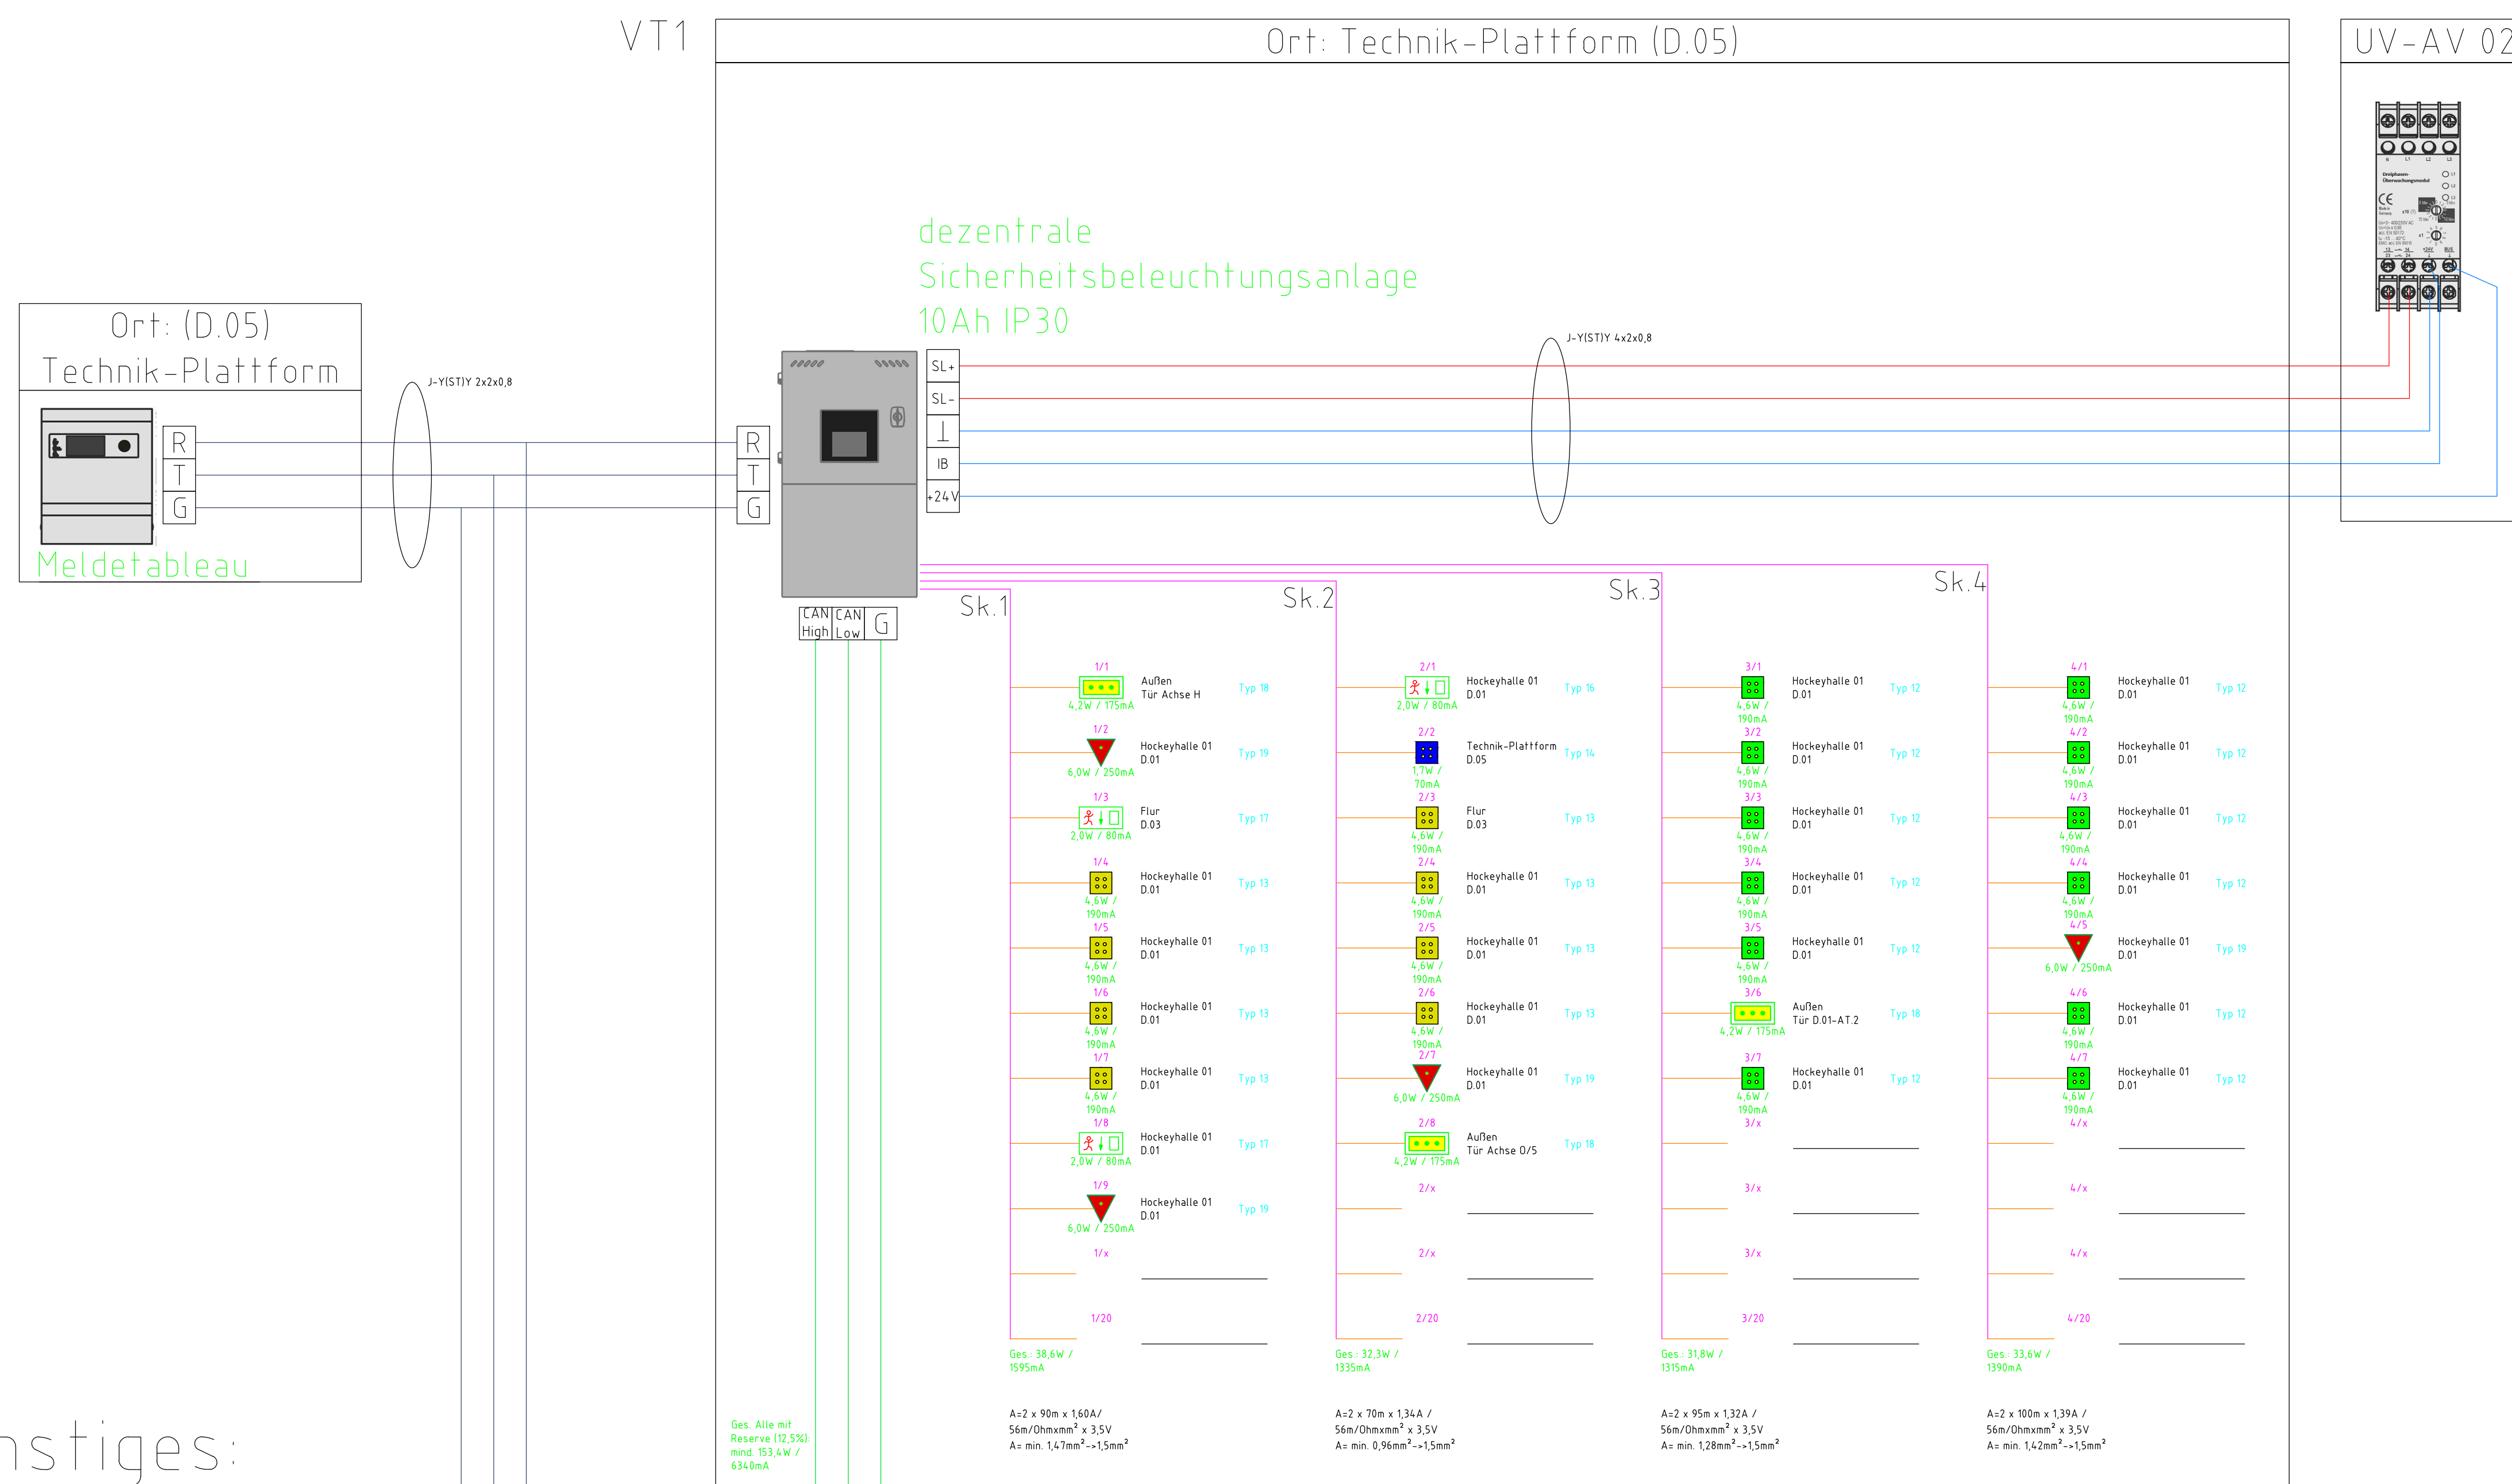 VT1
Ort: Technik-Plattform (D.05)
UV-AV 02
N L1 L2 L3
Dreiphasen-
Überwachungsmodul
L1
L2
L3
CE
dezentrale
Sicherheitsbeleuchtungsanlage
10Ah IP30
Ort: (D.05)
Technik-Plattform
R
T
G
Meldetableau
J-Y(ST)Y 2x2x0,8
R
T
G
SL+
SL-
⊥
IB
+24V
J-Y(ST)Y 4x2x0,8
CAN High
CAN Low
G
Sk.1
1/1
Außen
Tür Achse H
Typ 18
4,2W / 175mA
1/2
Hockeyhalle 01
D.01
Typ 19
6,0W / 250mA
1/3
Flur
D.03
Typ 17
2,0W / 80mA
1/4
Hockeyhalle 01
D.01
Typ 13
4,6W /
190mA
1/5
Hockeyhalle 01
D.01
Typ 13
4,6W /
190mA
1/6
Hockeyhalle 01
D.01
Typ 13
4,6W /
190mA
1/7
Hockeyhalle 01
D.01
Typ 13
4,6W /
190mA
1/8
Hockeyhalle 01
D.01
Typ 17
2,0W / 80mA
1/9
Hockeyhalle 01
D.01
Typ 19
6,0W / 250mA
1/x
1/20
Ges.: 38,6W /
1595mA
A=2 x 90m x 1,60A/
56m/Ohmxmm² x 3,5V
A= min. 1,47mm²->1,5mm²
Sk.2
2/1
Hockeyhalle 01
D.01
Typ 16
2,0W / 80mA
2/2
Technik-Plattform
D.05
Typ 14
1,7W /
70mA
2/3
Flur
D.03
Typ 13
4,6W /
190mA
2/4
Hockeyhalle 01
D.01
Typ 13
4,6W /
190mA
2/5
Hockeyhalle 01
D.01
Typ 13
4,6W /
190mA
2/6
Hockeyhalle 01
D.01
Typ 13
4,6W /
190mA
2/7
Hockeyhalle 01
D.01
Typ 19
6,0W / 250mA
2/8
Außen
Tür Achse O/5
Typ 18
4,2W / 175mA
2/x
2/x
2/20
Ges.: 32,3W /
1335mA
A=2 x 70m x 1,34A /
56m/Ohmxmm² x 3,5V
A= min. 0,96mm²->1,5mm²
Sk.3
3/1
Hockeyhalle 01
D.01
Typ 12
4,6W /
190mA
3/2
Hockeyhalle 01
D.01
Typ 12
4,6W /
190mA
3/3
Hockeyhalle 01
D.01
Typ 12
4,6W /
190mA
3/4
Hockeyhalle 01
D.01
Typ 12
4,6W /
190mA
3/5
Hockeyhalle 01
D.01
Typ 12
4,6W /
190mA
3/6
Außen
Tür D.01-AT.2
Typ 18
4,2W / 175mA
3/7
Hockeyhalle 01
D.01
Typ 12
4,6W /
190mA
3/x
3/x
3/x
3/20
Ges.: 31,8W /
1315mA
A=2 x 95m x 1,32A /
56m/Ohmxmm² x 3,5V
A= min. 1,28mm²->1,5mm²
Sk.4
4/1
Hockeyhalle 01
D.01
Typ 12
4,6W /
190mA
4/2
Hockeyhalle 01
D.01
Typ 12
4,6W /
190mA
4/3
Hockeyhalle 01
D.01
Typ 12
4,6W /
190mA
4/4
Hockeyhalle 01
D.01
Typ 12
4,6W /
190mA
4/5
Hockeyhalle 01
D.01
Typ 19
6,0W / 250mA
4/6
Hockeyhalle 01
D.01
Typ 12
4,6W /
190mA
4/7
Hockeyhalle 01
D.01
Typ 12
4,6W /
190mA
4/x
4/x
4/x
4/20
Ges.: 33,6W /
1390mA
A=2 x 100m x 1,39A /
56m/Ohmxmm² x 3,5V
A= min. 1,42mm²->1,5mm²
Ges. Alle mit
Reserve (12,5%):
mind. 153,4W /
6340mA
nstiges: